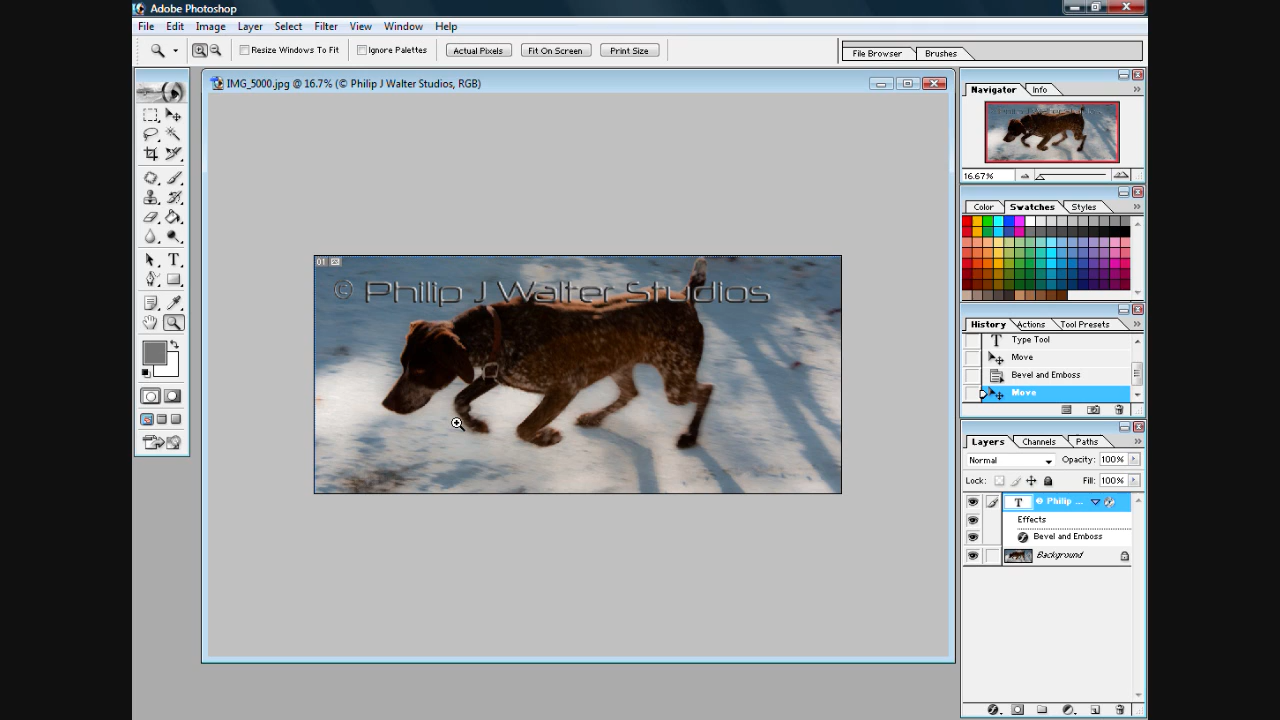 Adobe Photoshop
File Edit Image Layer Select Filter View Window Help
Resize Windows To Fit Ignore Palettes Actual Pixels Fit On Screen Print Size File Browser Brushes
IMG_5000.jpg @ 16.7% (© Philip J Walter Studios, RGB)
Navigator Info
16.67%
Color Swatches Styles
01
© Philip J Walter Studios
History Actions Tool Presets
Type Tool
Move
Bevel and Emboss
Move
Layers Channels Paths
Normal Opacity: 100%
Lock: Fill: 100%
T © Philip ...
Effects
Bevel and Emboss
Background